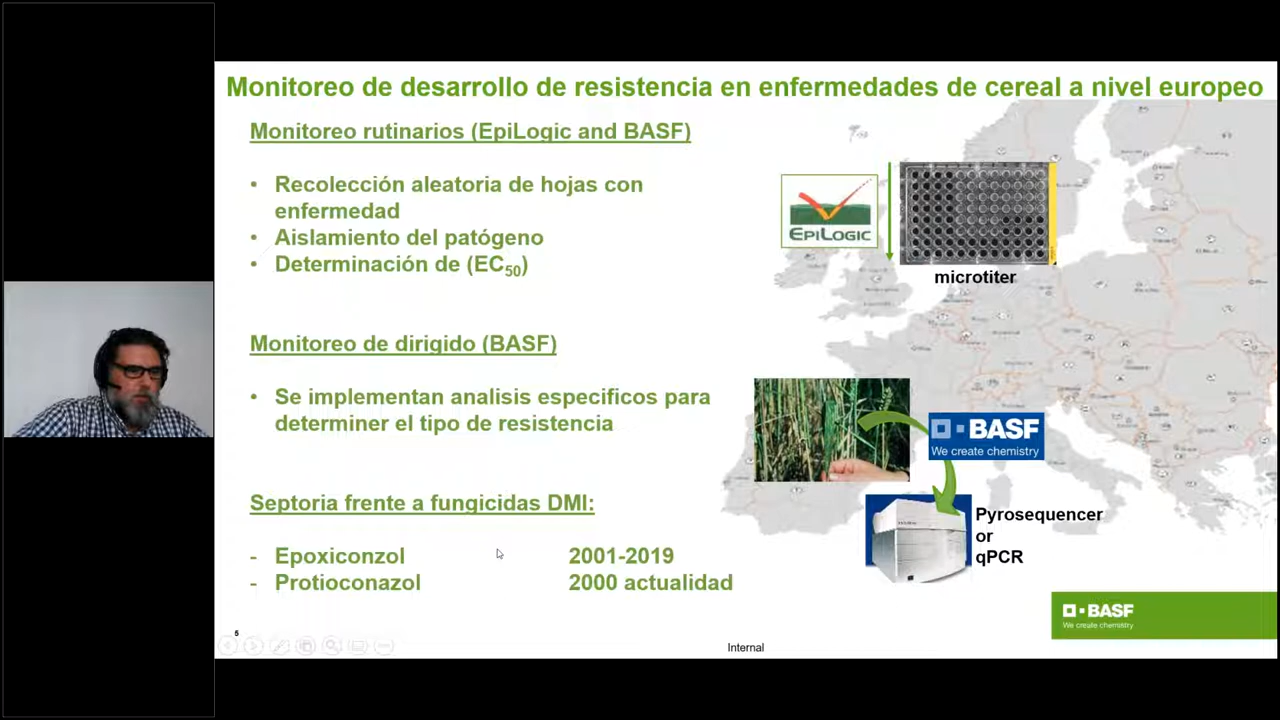 Monitoreo de desarrollo de resistencia en enfermedades de cereal a nivel europeo
Monitoreo rutinarios (EpiLogic and BASF)
• Recolección aleatoria de hojas con
enfermedad
• Aislamiento del patógeno
• Determinación de (EC50)
EPILOGIC
microtiter
Monitoreo de dirigido (BASF)
• Se implementan analisis especificos para
determiner el tipo de resistencia
BASF
We create chemistry
Pyrosequencer
or
qPCR
Septoria frente a fungicidas DMI:
- Epoxiconzol 2001-2019
- Protioconazol 2000 actualidad
BASF
We create chemistry
5
Internal